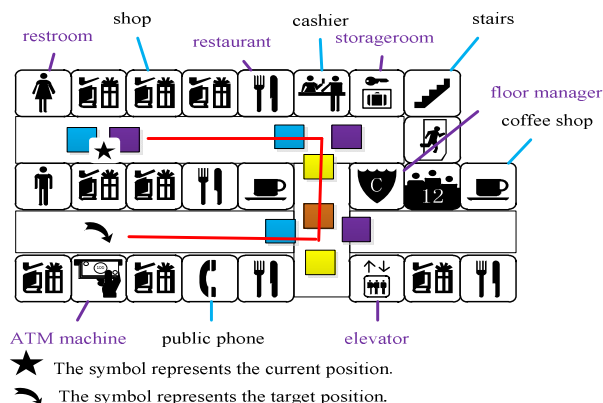 shop
cashier
stairs
restroom
restaurant
storageroom
floor manager
coffee shop
C
12
ATM machine
public phone
elevator
The symbol represents the current position.
The symbol represents the target position.